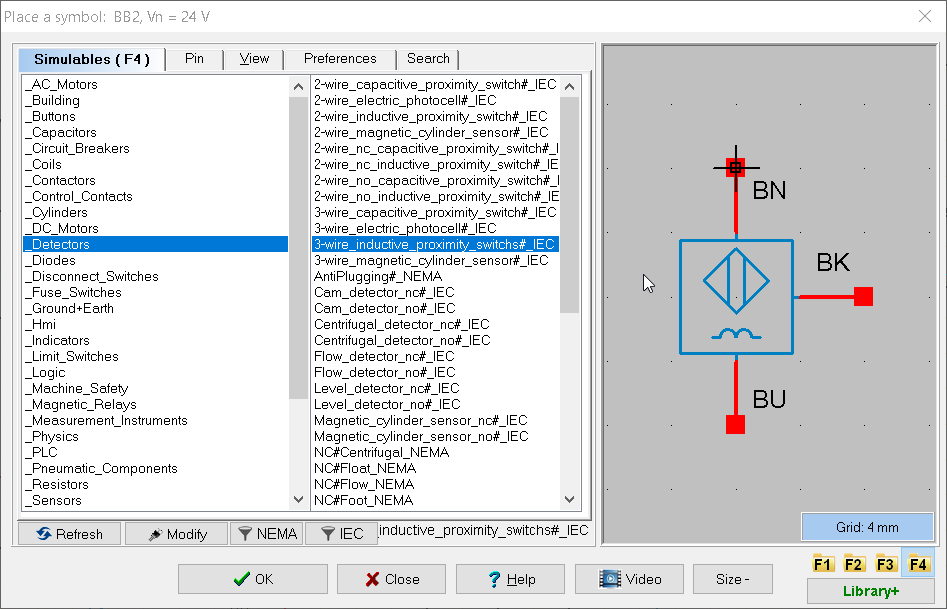 Place a symbol: BB2, Vn = 24 V
Simulables ( F4 ) Pin View Preferences Search
_AC_Motors
_Building
_Buttons
_Capacitors
_Circuit_Breakers
_Coils
_Contactors
_Control_Contacts
_Cylinders
_DC_Motors
_Detectors
_Diodes
_Disconnect_Switches
_Fuse_Switches
_Ground+Earth
_Hmi
_Indicators
_Limit_Switches
_Logic
_Machine_Safety
_Magnetic_Relays
_Measurement_Instruments
_Physics
_PLC
_Pneumatic_Components
_Resistors
_Sensors
2-wire_capacitive_proximity_switch#_IEC
2-wire_electric_photocell#_IEC
2-wire_inductive_proximity_switch#_IEC
2-wire_magnetic_cylinder_sensor#_IEC
2-wire_nc_capacitive_proximity_switch#_I
2-wire_nc_inductive_proximity_switch#_IE
2-wire_no_capacitive_proximity_switch#_I
2-wire_no_inductive_proximity_switch#_IE
3-wire_capacitive_proximity_switch#_IEC
3-wire_electric_photocell#_IEC
3-wire_inductive_proximity_switchs#_IEC
3-wire_magnetic_cylinder_sensor#_IEC
AntiPlugging#_NEMA
Cam_detector_nc#_IEC
Cam_detector_no#_IEC
Centrifugal_detector_nc#_IEC
Centrifugal_detector_no#_IEC
Flow_detector_nc#_IEC
Flow_detector_no#_IEC
Level_detector_nc#_IEC
Level_detector_no#_IEC
Magnetic_cylinder_sensor_nc#_IEC
Magnetic_cylinder_sensor_no#_IEC
NC#Centrifugal_NEMA
NC#Float_NEMA
NC#Flow_NEMA
NC#Foot_NEMA
BN
BK
BU
Grid: 4 mm
Refresh Modify NEMA IEC inductive_proximity_switchs#_IEC
F1 F2 F3 F4
OK Close Help Video Size - Library+